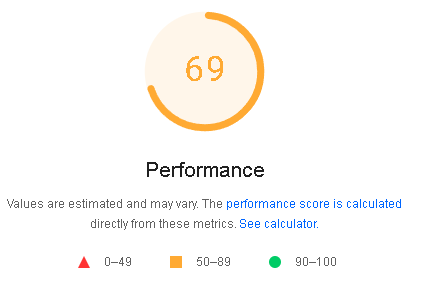 69
Performance
Values are estimated and may vary. The performance score is calculated
directly from these metrics. See calculator.
0–49 50–89 90–100